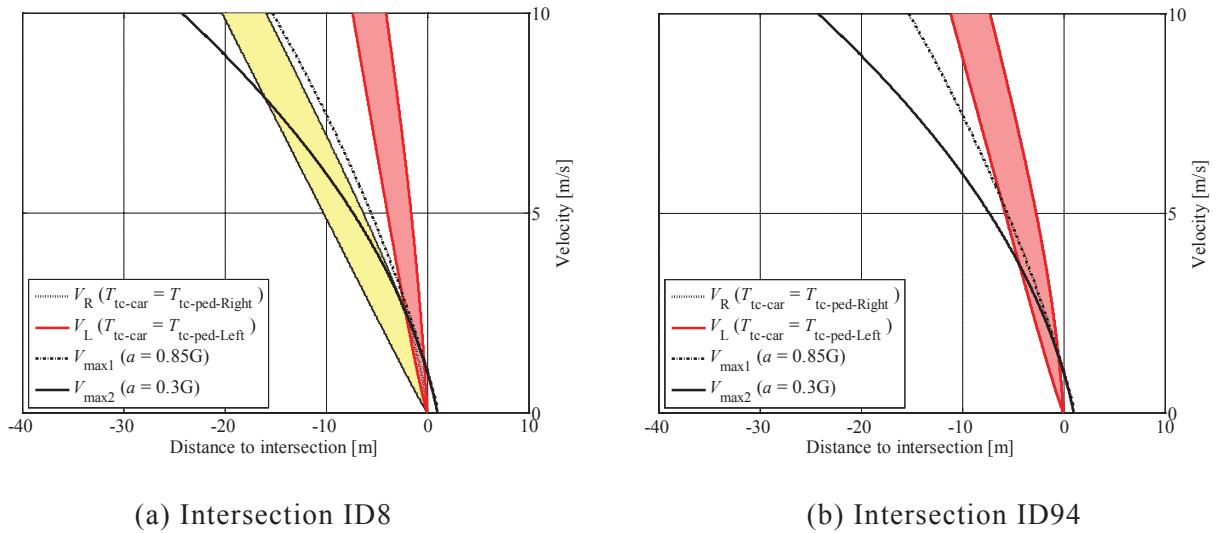 10
5
0
Velocity [m/s]
V_R (T_tc-car = T_tc-ped-Right )
V_L (T_tc-car = T_tc-ped-Left )
V_max1 (a = 0.85G)
V_max2 (a = 0.3G)
-40 -30 -20 -10 0 10
Distance to intersection [m]
(a) Intersection ID8
10
5
0
Velocity [m/s]
V_R (T_tc-car = T_tc-ped-Right )
V_L (T_tc-car = T_tc-ped-Left )
V_max1 (a = 0.85G)
V_max2 (a = 0.3G)
-40 -30 -20 -10 0 10
Distance to intersection [m]
(b) Intersection ID94